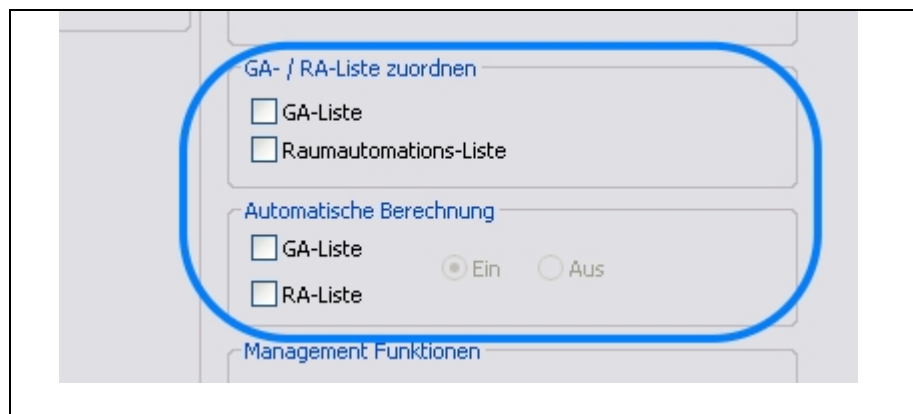 GA- / RA-Liste zuordnen
GA-Liste
Raumautomations-Liste
Automatische Berechnung
GA-Liste
Ein Aus
RA-Liste
Management Funktionen